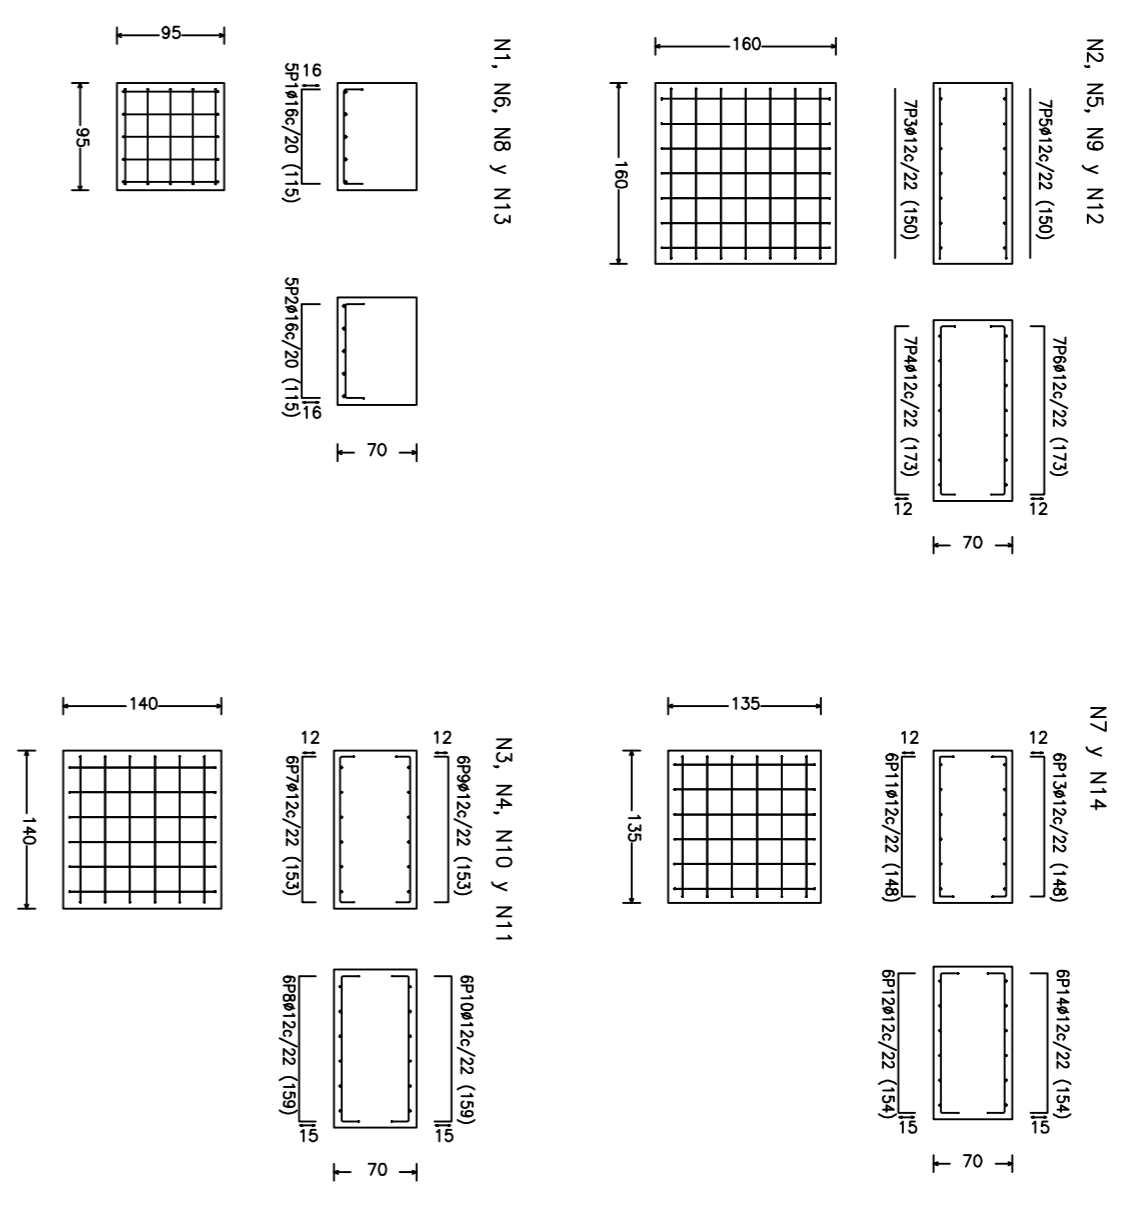 N1, N6, N8 y N13
95
95
5P1ø16c/20 (115)
16
5P2ø16c/20 (115)
16
70
N2, N5, N9 y N12
160
160
7P3ø12c/22 (150)
7P5ø12c/22 (150)
7P4ø12c/22 (173)
12
7P6ø12c/22 (173)
12
70
N3, N4, N10 y N11
140
140
12
6P7ø12c/22 (153)
12
6P9ø12c/22 (153)
6P8ø12c/22 (159)
15
6P10ø12c/22 (159)
15
70
N7 y N14
135
135
12
6P11ø12c/22 (148)
12
6P13ø12c/22 (148)
6P12ø12c/22 (154)
15
6P14ø12c/22 (154)
15
70